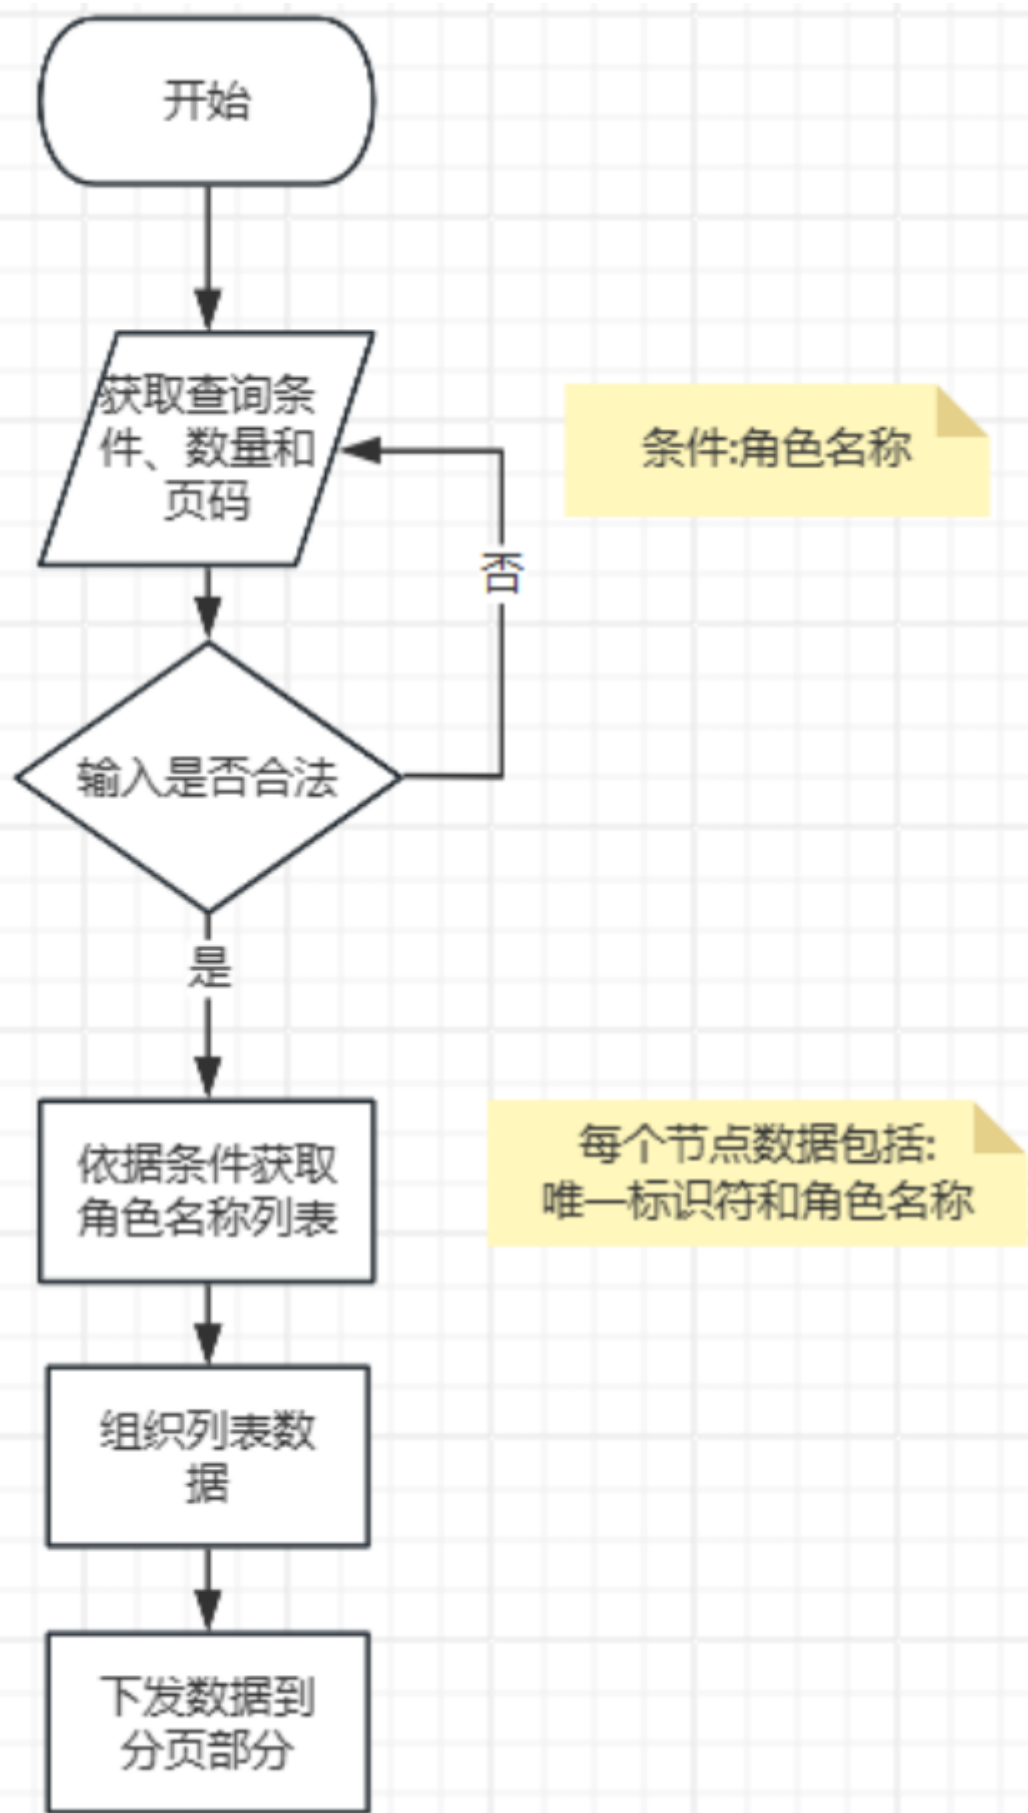 开始
获取查询条
件、数量和
页码
条件:角色名称
否
输入是否合法
是
依据条件获取
角色名称列表
每个节点数据包括:
唯一标识符和角色名称
组织列表数
据
下发数据到
分页部分